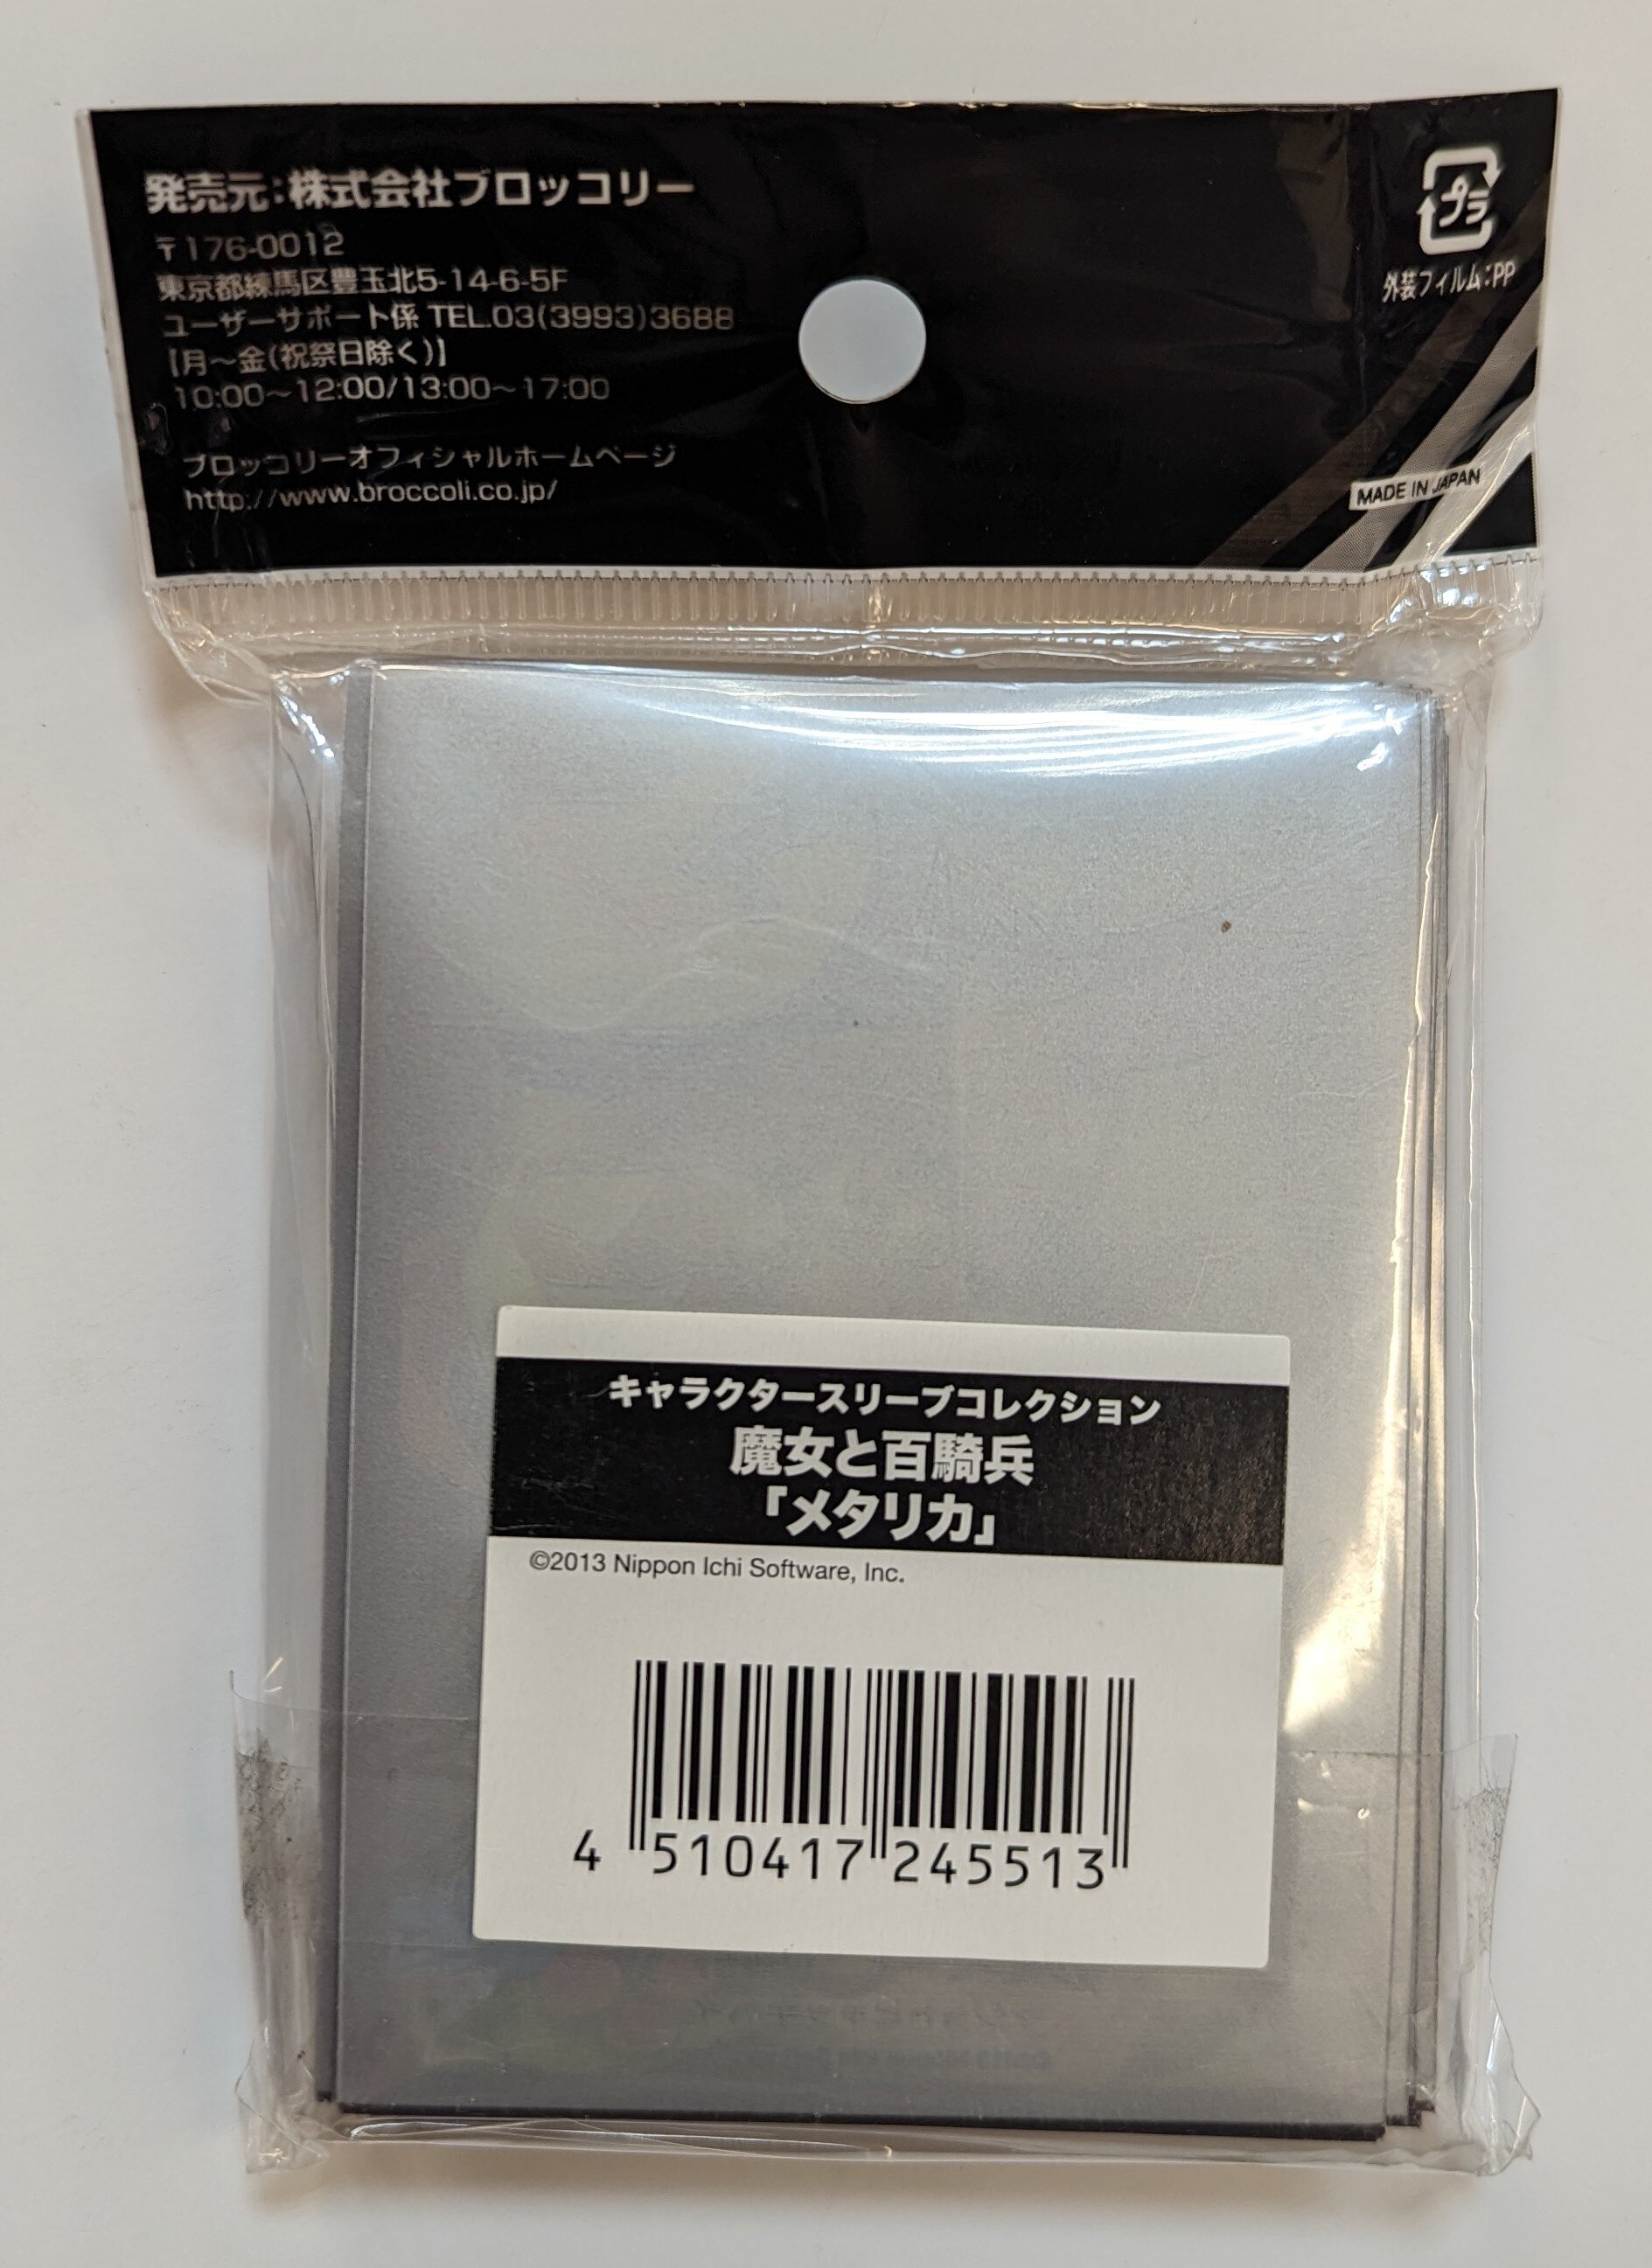 発売元:株式会社ブロッコリー
〒176-0012
東京都練馬区豊玉北5-14-6-5F
ユーザーサポート係 TEL.03(3993)3688
【月〜金(祝祭日除く)】
10:00〜12:00/13:00〜17:00
ブロッコリーオフィシャルホームページ
http://www.broccoli.co.jp/
プラ
外装フィルム:PP
MADE IN JAPAN
キャラクタースリーブコレクション
魔女と百騎兵
「メタリカ」
©2013 Nippon Ichi Software, Inc.
4 510417 245513